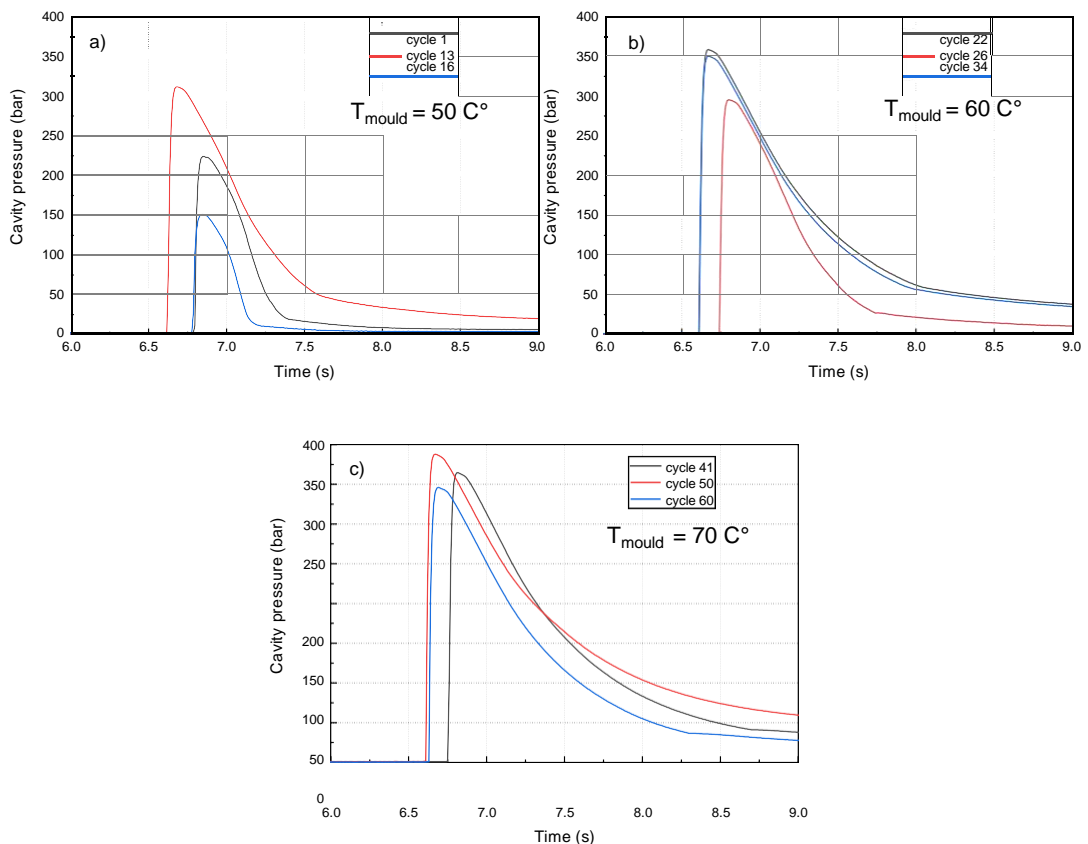 a)
cycle 1
cycle 13
cycle 16
T mould = 50 C°
Cavity pressure (bar)
400
350
300
250
200
150
100
50
0
6.0 6.5 7.0 7.5 8.0 8.5 9.0
Time (s)
b)
cycle 22
cycle 26
cycle 34
T mould = 60 C°
Cavity pressure (bar)
400
350
300
250
200
150
100
50
0
6.0 6.5 7.0 7.5 8.0 8.5 9.0
Time (s)
c)
cycle 41
cycle 50
cycle 60
T mould = 70 C°
Cavity pressure (bar)
400
350
300
250
200
150
100
50
0
6.0 6.5 7.0 7.5 8.0 8.5 9.0
Time (s)